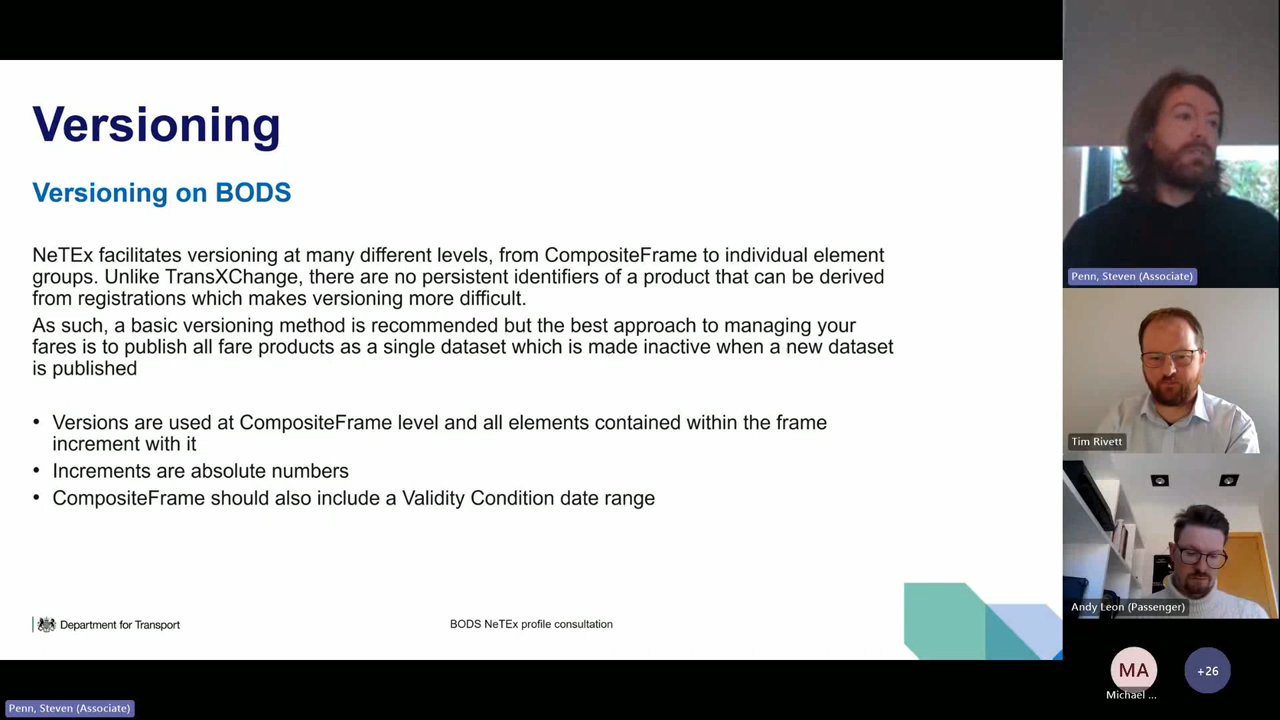 Versioning
Versioning on BODS
NeTEx facilitates versioning at many different levels, from CompositeFrame to individual element
groups. Unlike TransXChange, there are no persistent identifiers of a product that can be derived
from registrations which makes versioning more difficult.
As such, a basic versioning method is recommended but the best approach to managing your
fares is to publish all fare products as a single dataset which is made inactive when a new dataset
is published
• Versions are used at CompositeFrame level and all elements contained within the frame
increment with it
• Increments are absolute numbers
• CompositeFrame should also include a Validity Condition date range
Department for Transport
BODS NeTEx profile consultation
Penn, Steven (Associate)
Tim Rivett
Andy Leon (Passenger)
MA
+26
Michael ...
Penn, Steven (Associate)